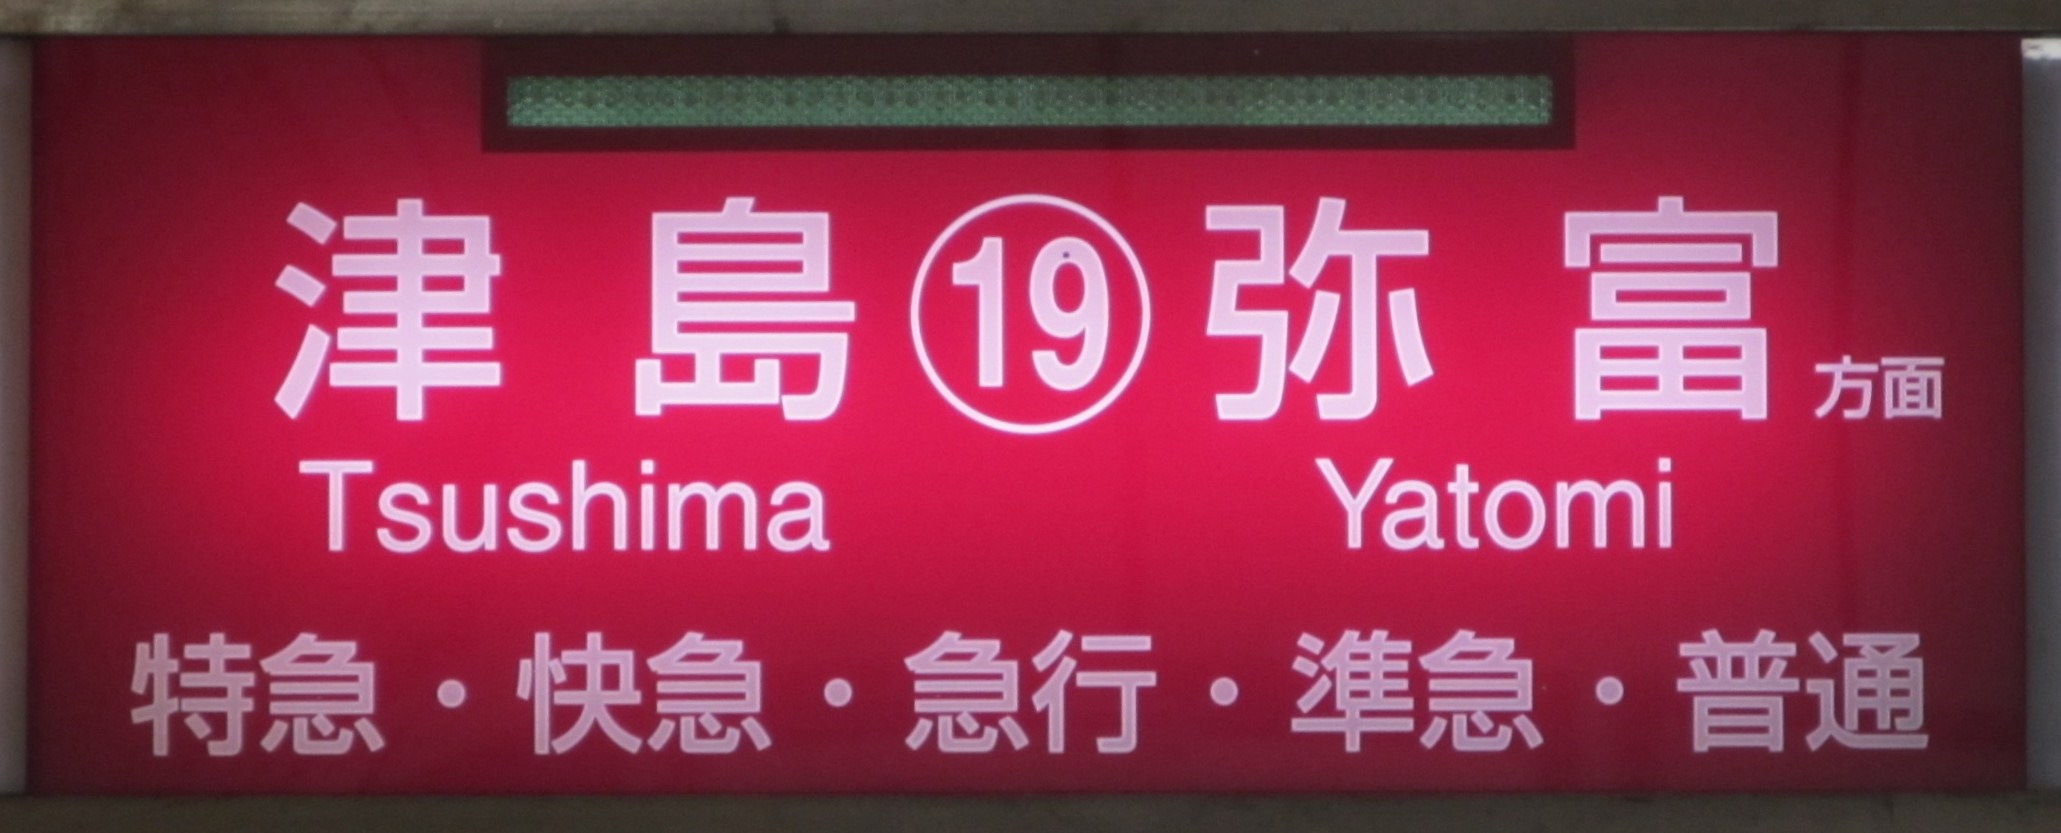 津島 19 弥富 方面
Tsushima Yatomi
特急・快急・急行・準急・普通